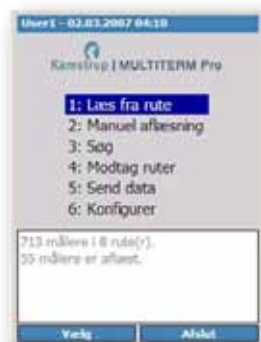 User1 - 02.03.2007 04:10
Kamstrup | MULTITERM Pro
1: Læs fra rute
2: Manuel aflæsning
3: Søg
4: Modtag ruter
5: Send data
6: Konfigurer
713 målere i 8 rute(r).
55 målere er aflæst.
Vælg
Afslut